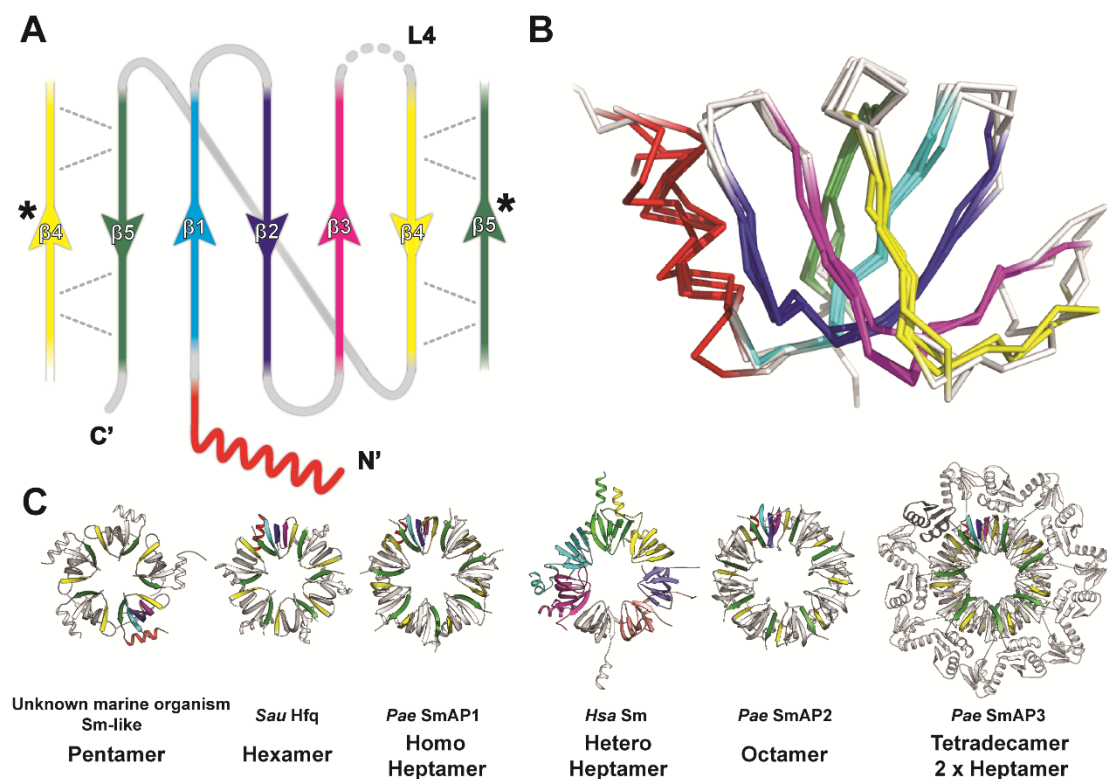 A
B
L4
*
*
β4
β5
β1
β2
β3
β4
β5
C'
N'
C
Unknown marine organism
Sm-like
Pentamer
Sau Hfq
Hexamer
Pae SmAP1
Homo
Heptamer
Hsa Sm
Hetero
Heptamer
Pae SmAP2
Octamer
Pae SmAP3
Tetradecamer
2 x Heptamer